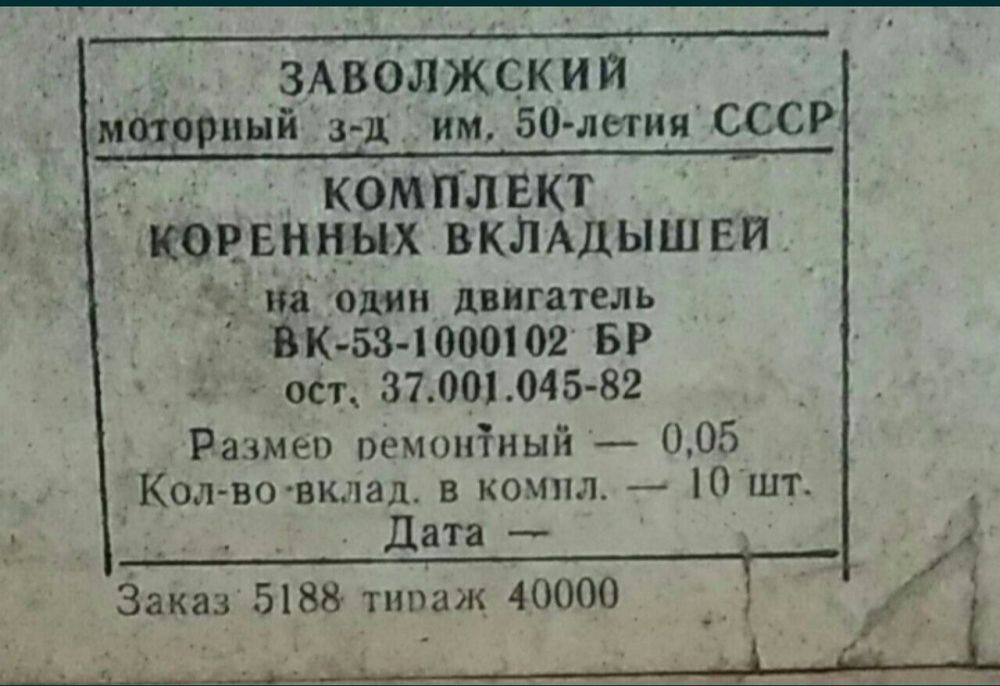 ЗАВОЛЖСКИЙ
моторный з-д им. 50-летия СССР
КОМПЛЕКТ
КОРЕННЫХ ВКЛАДЫШЕЙ
на один двигатель
ВК-53-1000102 БР
ост. 37.001.045-82
Размер ремонтный — 0,05
Кол-во вклад. в компл. — 10 шт.
Дата —
Заказ 5188 тираж 40000